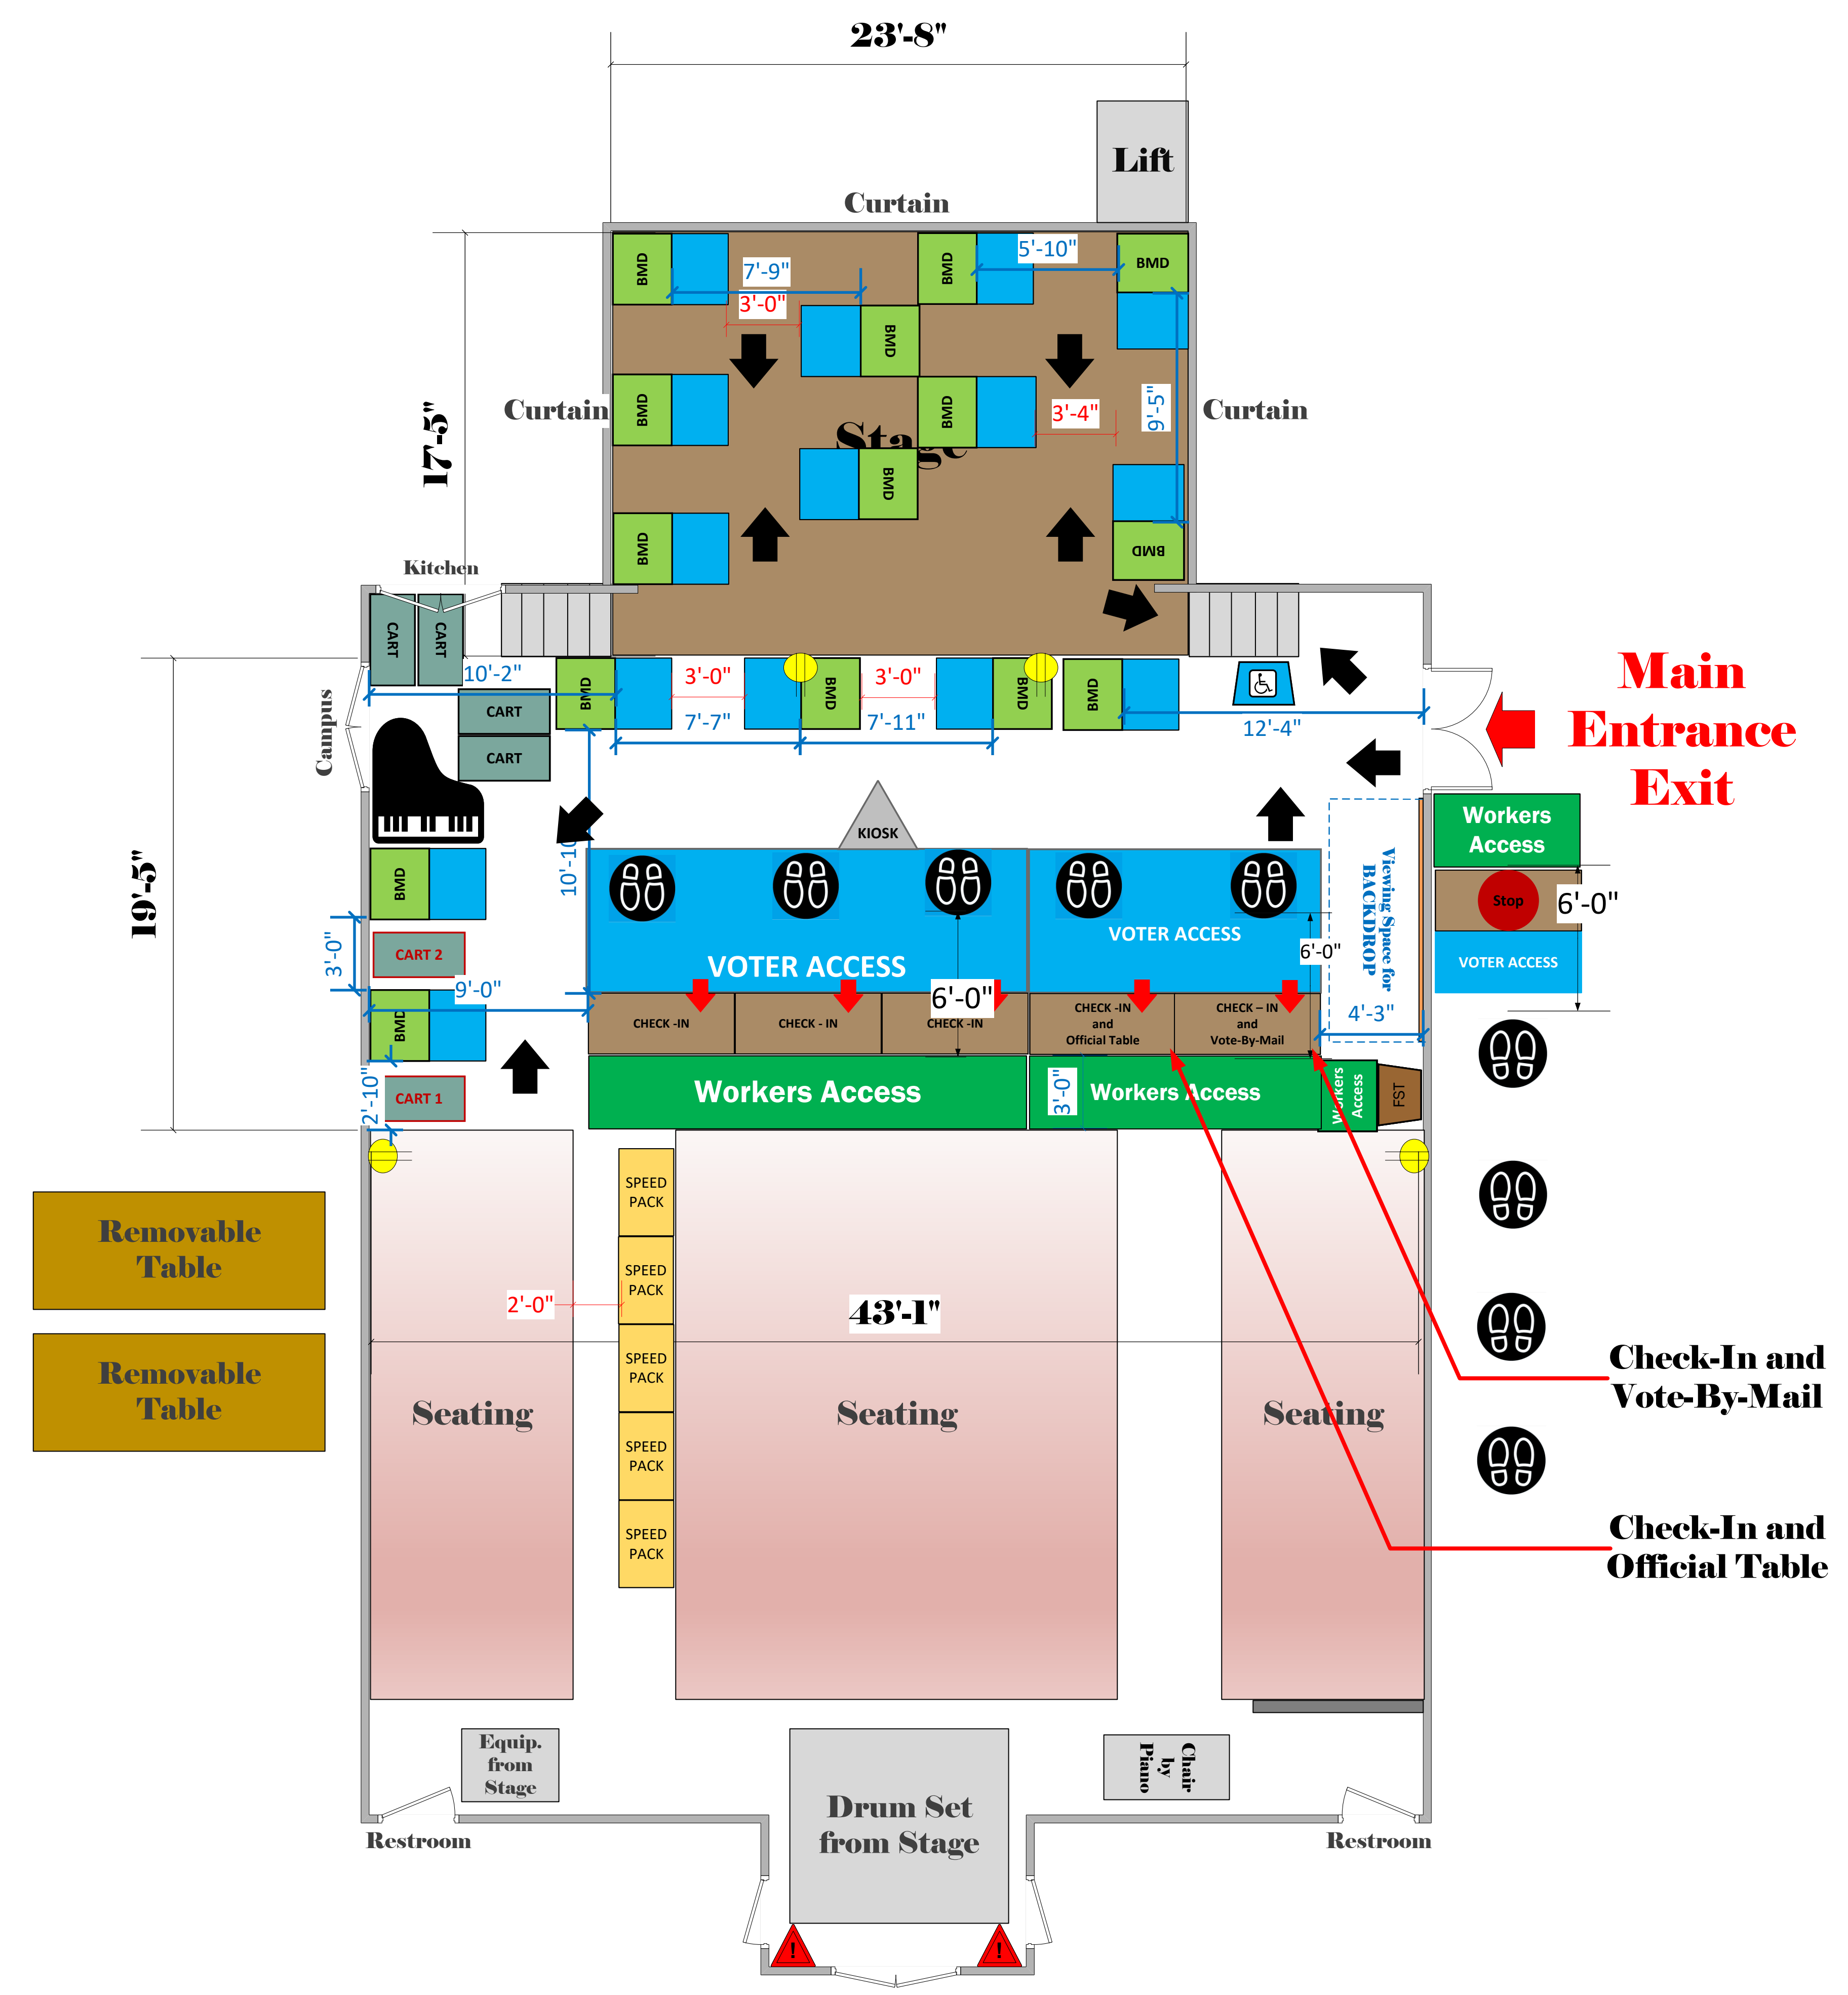 23'-8"
Lift
Curtain
BMD
7'-9"
3'-0"
BMD
5'-10"
BMD
BMD
Curtain
17'-5"
BMD
Stage
BMD
3'-4"
9'-5"
Curtain
BMD
BMD
BMD
Kitchen
CART
CART
10'-2"
Campus
CART
CART
BMD
3'-0"
7'-7"
BMD
3'-0"
7'-11"
BMD
BMD
12'-4"
Main
Entrance
Exit
KIOSK
10'-10
19'-5"
BMD
CART 2
3'-0"
9'-0"
BMD
2'-10"
CART 1
VOTER ACCESS
6'-0"
VOTER ACCESS
6'-0"
Viewing Space for
BACKDROP
4'-3"
Workers
Access
Stop
6'-0"
VOTER ACCESS
CHECK -IN
CHECK - IN
CHECK -IN
CHECK -IN
and
Official Table
CHECK – IN
and
Vote-By-Mail
Workers Access
3'-0"
Workers Access
Workers
Access
FST
Removable
Table
Removable
Table
SPEED
PACK
SPEED
PACK
SPEED
PACK
SPEED
PACK
SPEED
PACK
2'-0"
43'-1"
Seating
Seating
Seating
Check-In and
Vote-By-Mail
Check-In and
Official Table
Equip.
from
Stage
Drum Set
from Stage
Chair
by
Piano
Restroom
Restroom
!
!